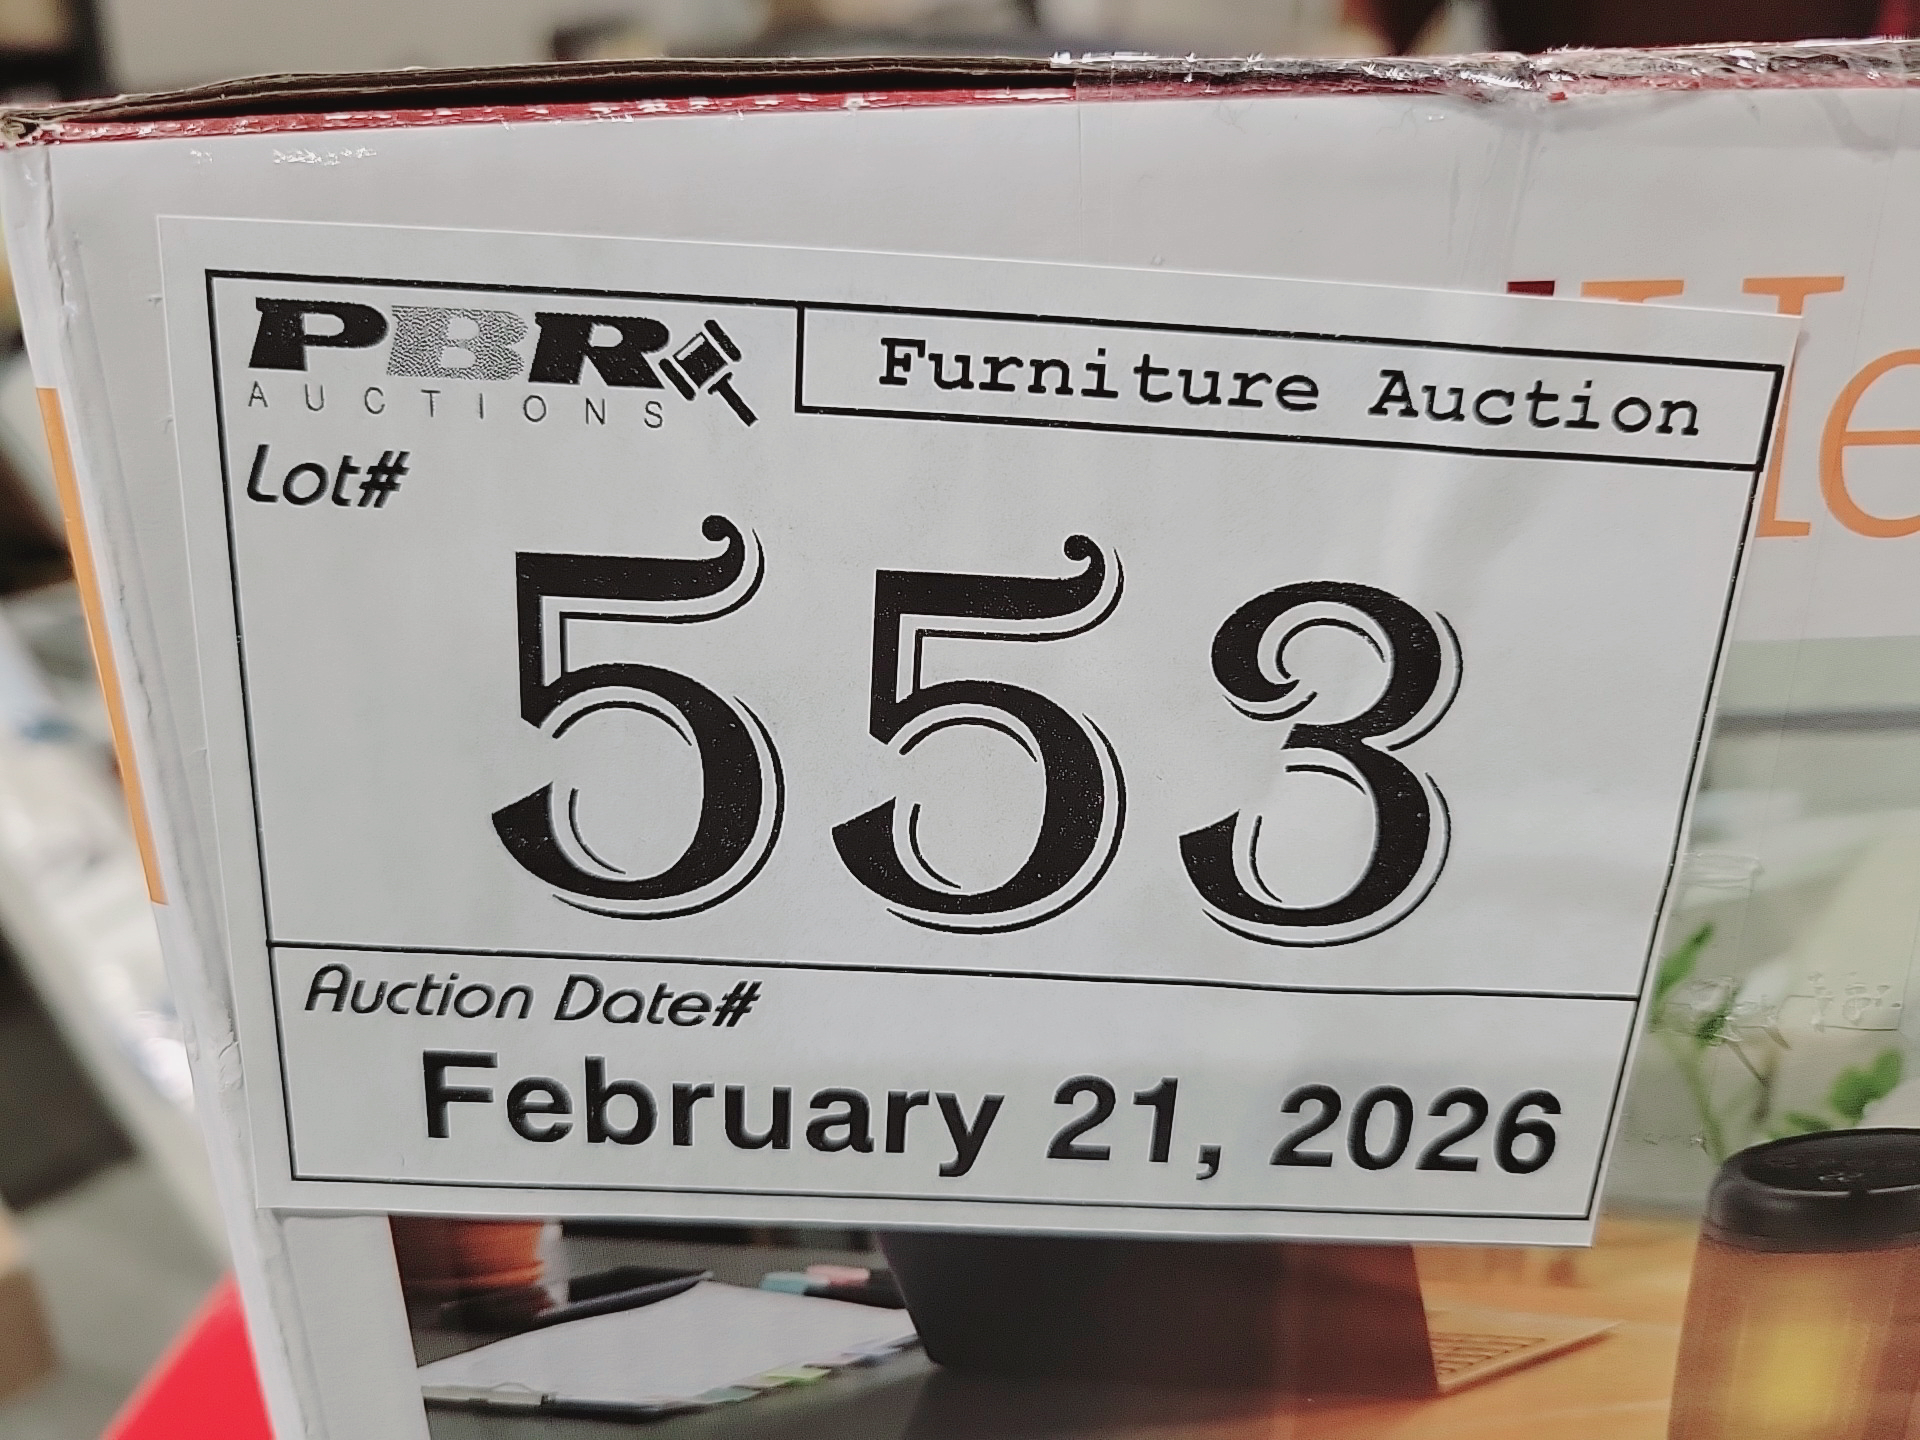 PBR
AUCTIONS
Furniture Auction
Lot#
553
Auction Date#
February 21, 2026